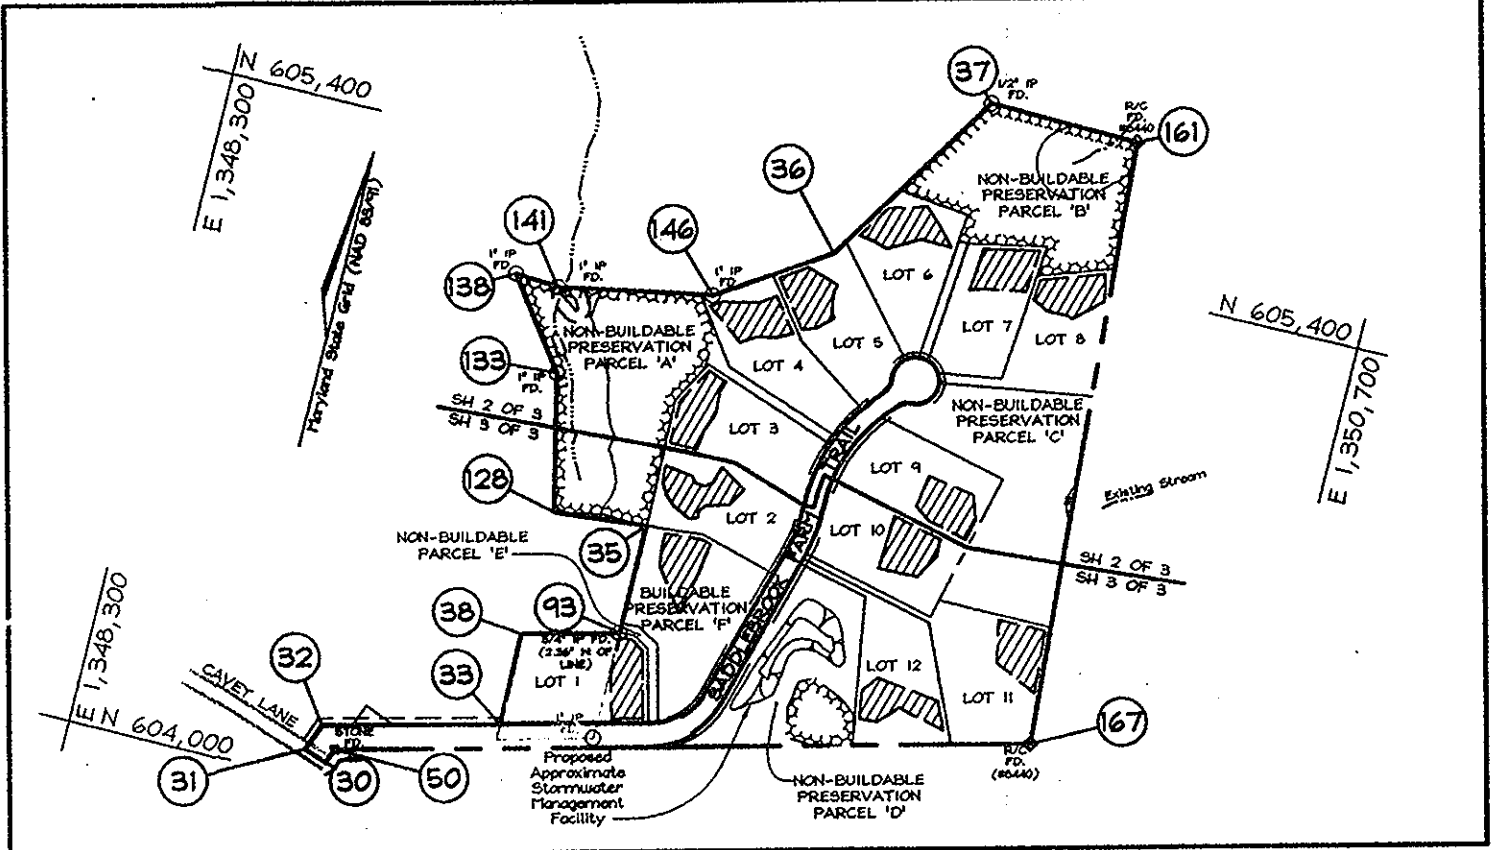 N 605,400
E 1,348,300
Maryland State Grid (NAD 83/91)
37
1/2" IP
FD.
R/C
FD.
#6440
161
36
NON-BUILDABLE
PRESERVATION
PARCEL 'B'
141
146
1" IP
FD.
138
1" IP
FD.
1" IP
FD.
LOT 6
NON-BUILDABLE
PRESERVATION
PARCEL 'A'
LOT 4
LOT 5
LOT 7
LOT 8
N 605,400
E 1,350,700
133
1" IP
FD.
SH 2 OF 3
SH 3 OF 3
LOT 3
NON-BUILDABLE
PRESERVATION
PARCEL 'C'
LOT 9
Existing Stream
128
LOT 2
LOT 10
NON-BUILDABLE
PARCEL 'E'
35
SH 2 OF 3
SH 3 OF 3
BUILDABLE
PRESERVATION
PARCEL 'F'
SADDLEBROOK FARM TRAIL
38
93
3/4" IP FD.
(2.36' N OF
LINE)
E 1,348,300
N 604,000
32
CAVEY LANE
33
LOT 1
LOT 12
LOT 11
1" IP
FD.
STONE
FD.
31
30
50
Proposed
Approximate
Stormwater
Management
Facility
NON-BUILDABLE
PRESERVATION
PARCEL 'D'
R/C
FD.
(#6440)
167